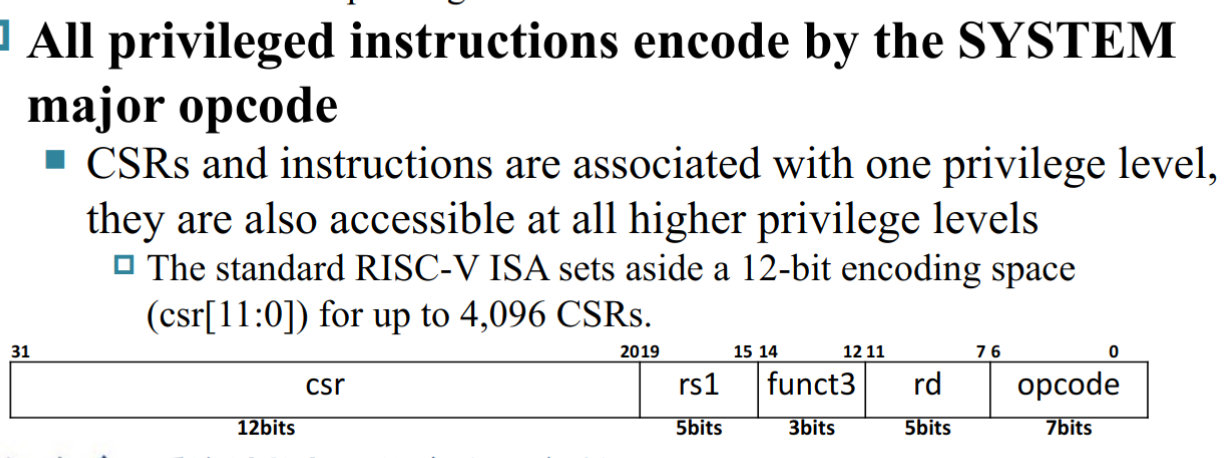 All privileged instructions encode by the SYSTEM
major opcode
CSRs and instructions are associated with one privilege level,
they are also accessible at all higher privilege levels
The standard RISC-V ISA sets aside a 12-bit encoding space
(csr[11:0]) for up to 4,096 CSRs.
31 2019 15 14 12 11 7 6 0
csr rs1 funct3 rd opcode
12bits 5bits 3bits 5bits 7bits